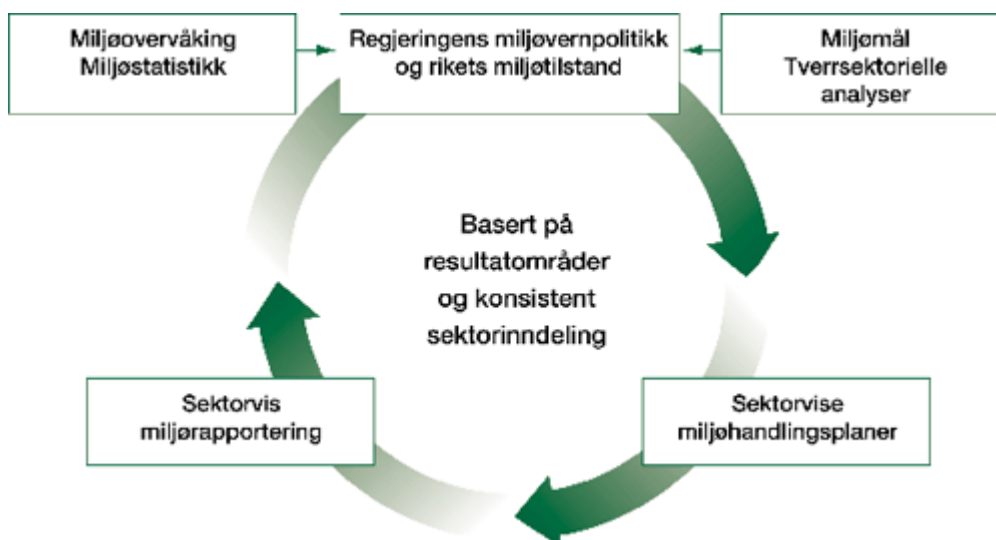 Miljøovervåking
Miljøstatistikk
Regjeringens miljøvernpolitikk
og rikets miljøtilstand
Miljømål
Tverrsektorielle
analyser
Basert på
resultatområder
og konsistent
sektorinndeling
Sektorvis
miljørapportering
Sektorvise
miljøhandlingsplaner